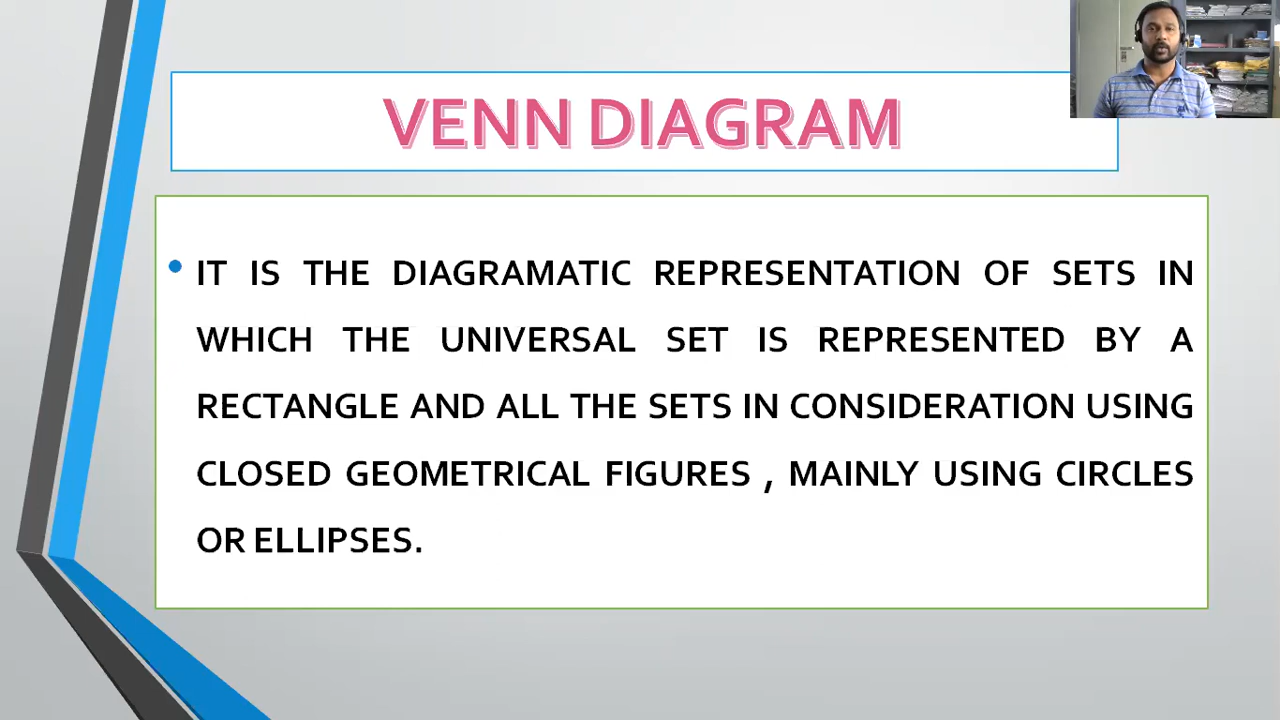 VENN DIAGRAM
• IT IS THE DIAGRAMATIC REPRESENTATION OF SETS IN
WHICH THE UNIVERSAL SET IS REPRESENTED BY A
RECTANGLE AND ALL THE SETS IN CONSIDERATION USING
CLOSED GEOMETRICAL FIGURES , MAINLY USING CIRCLES
OR ELLIPSES.